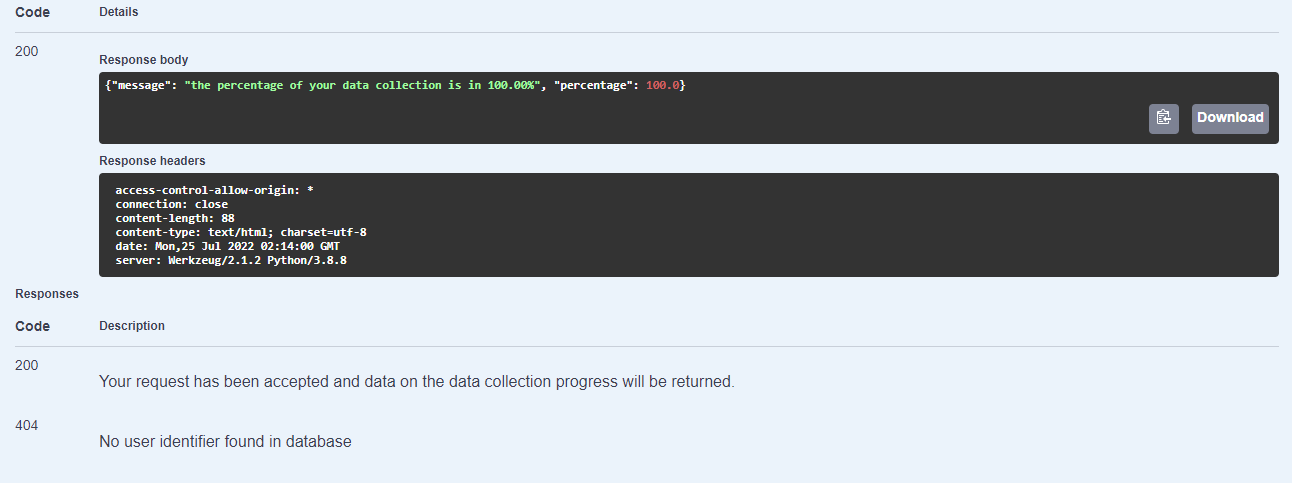 Code Details
200
Response body
{"message": "the percentage of your data collection is in 100.00%", "percentage": 100.0}
Download
Response headers
access-control-allow-origin: *
connection: close
content-length: 88
content-type: text/html; charset=utf-8
date: Mon,25 Jul 2022 02:14:00 GMT
server: Werkzeug/2.1.2 Python/3.8.8
Responses
Code Description
200
Your request has been accepted and data on the data collection progress will be returned.
404
No user identifier found in database